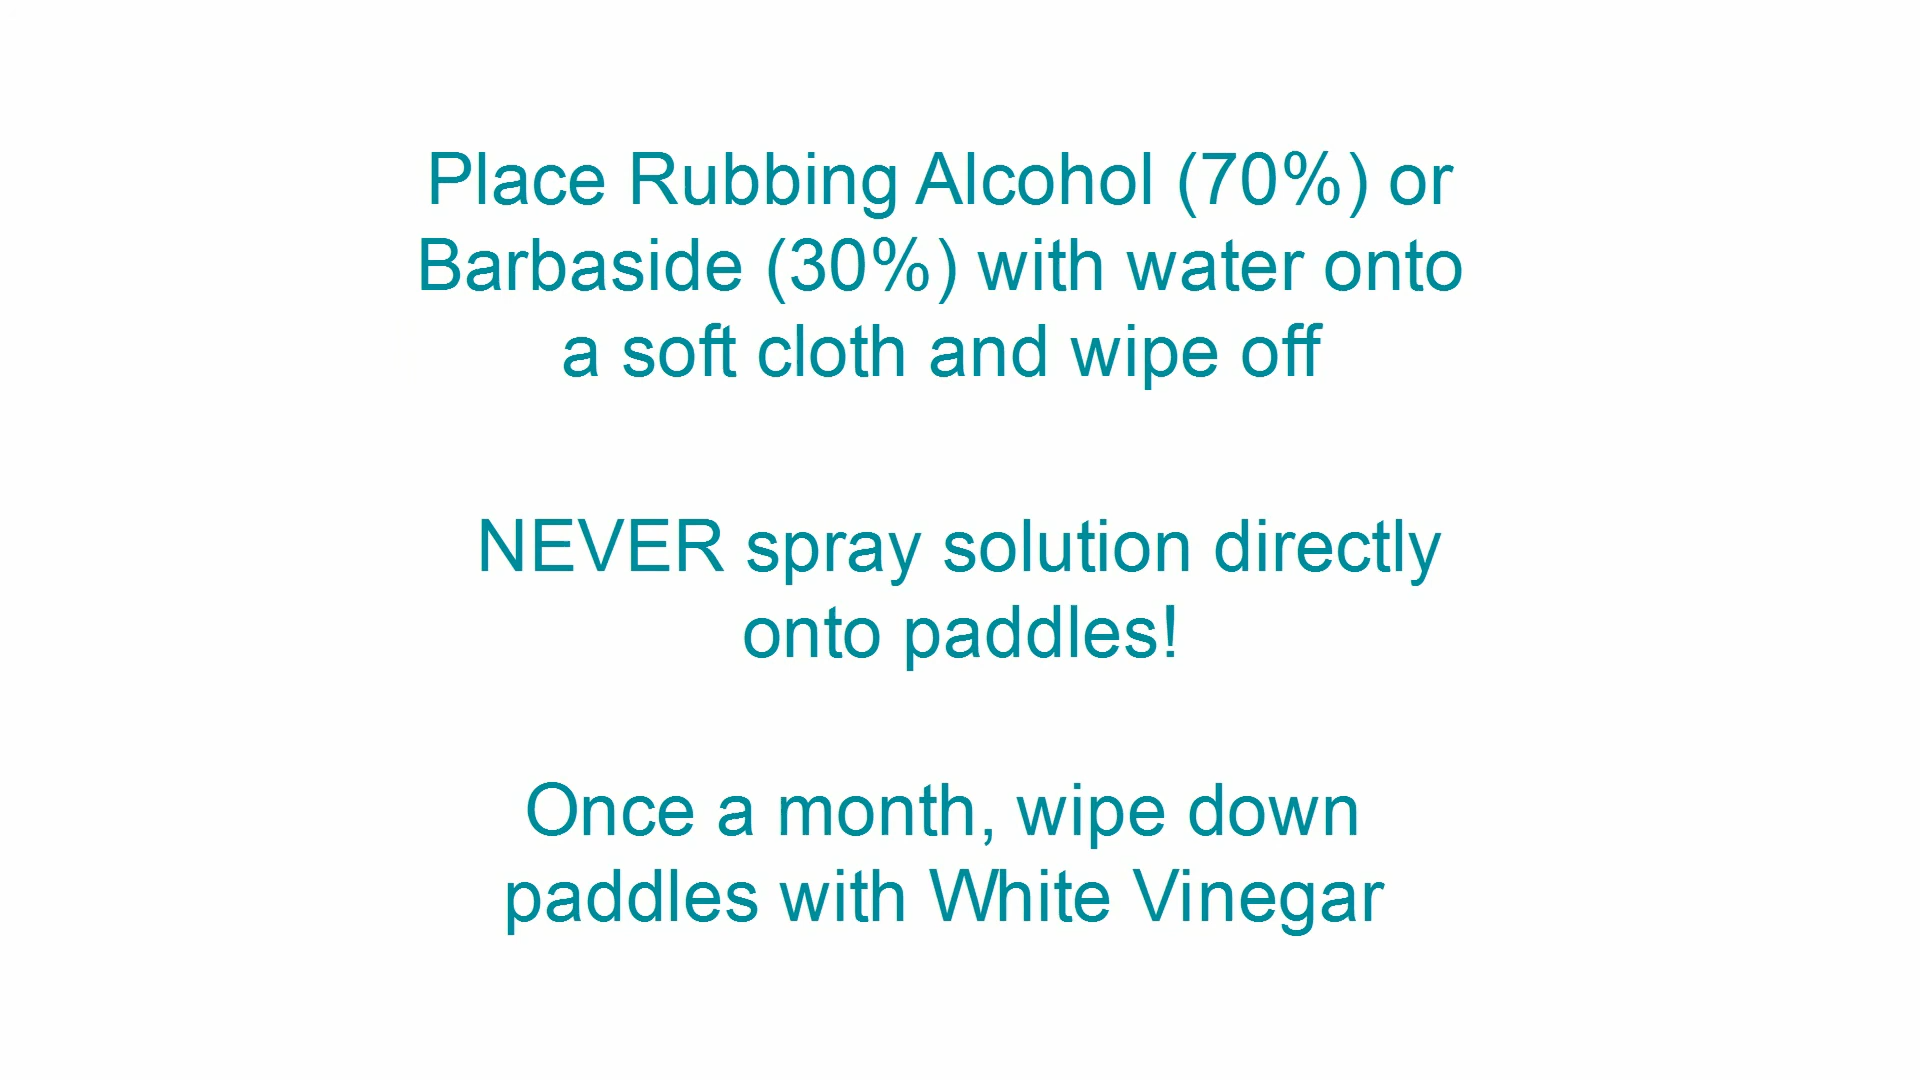 Place Rubbing Alcohol (70%) or
Barbaside (30%) with water onto
a soft cloth and wipe off
NEVER spray solution directly
onto paddles!
Once a month, wipe down
paddles with White Vinegar